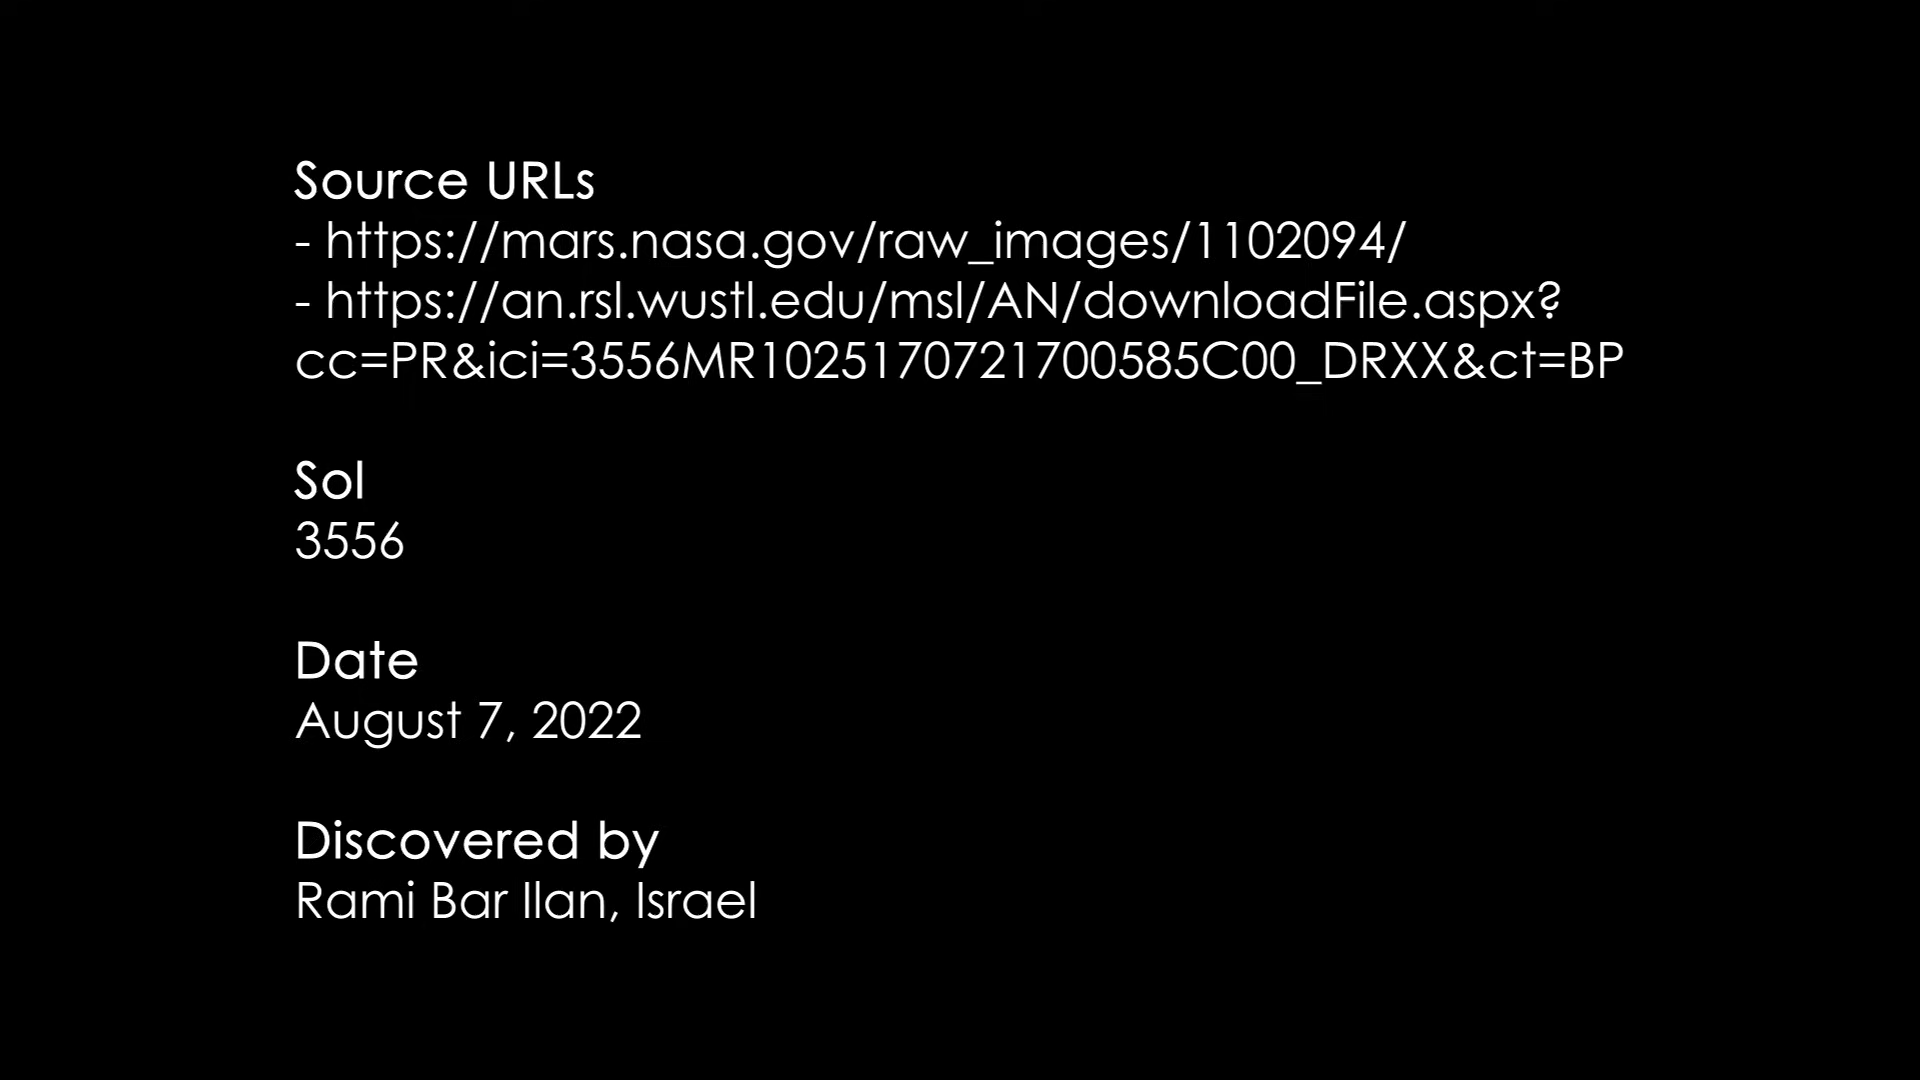 Source URLs
- https://mars.nasa.gov/raw_images/1102094/
- https://an.rsl.wustl.edu/msl/AN/downloadFile.aspx?
cc=PR&ici=3556MR1025170721700585C00_DRXX&ct=BP
Sol
3556
Date
August 7, 2022
Discovered by
Rami Bar Ilan, Israel